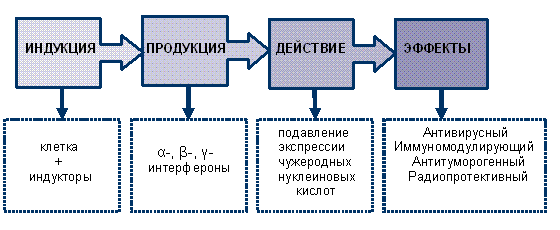 ИНДУКЦИЯ
ПРОДУКЦИЯ
ДЕЙСТВИЕ
ЭФФЕКТЫ
клетка
+
индукторы
α-, β-, γ-
интерфероны
подавление
экспрессии
чужеродных
нуклеиновых
кислот
Антивирусный
Иммуномодулирующий
Антитуморогенный
Радиопротективный